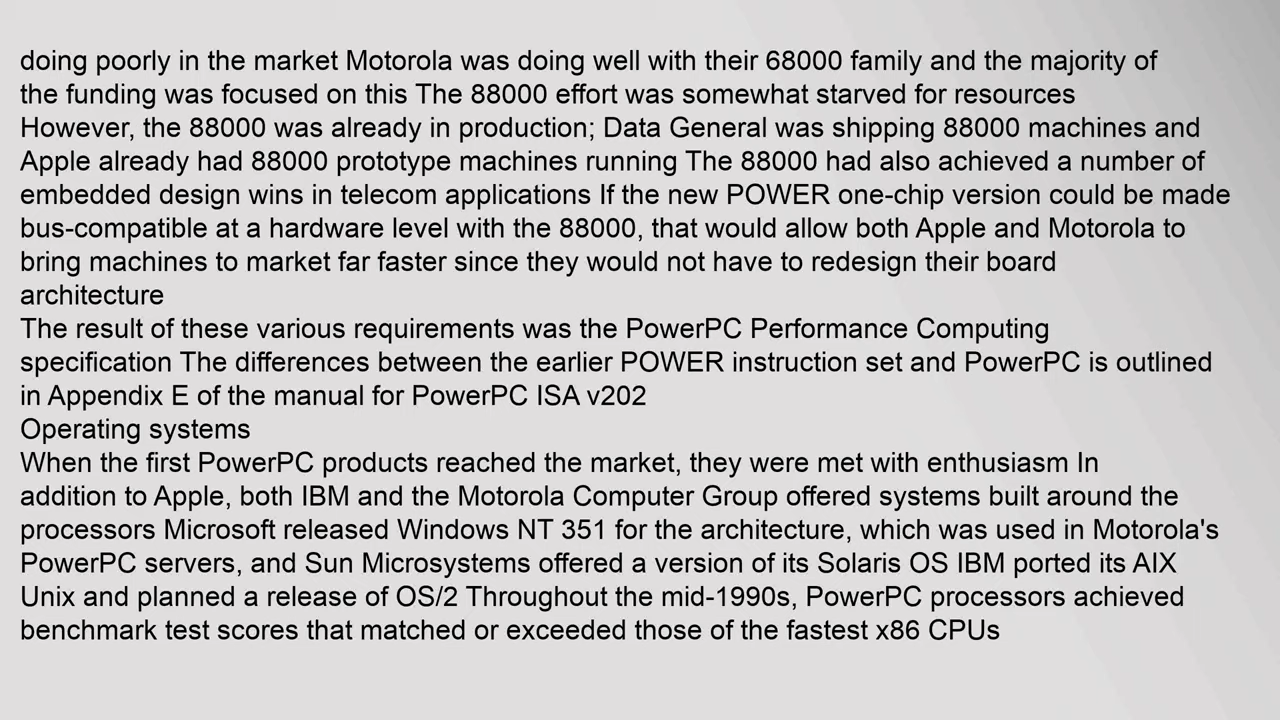 doing poorly in the market Motorola was doing well with their 68000 family and the majority of
the funding was focused on this The 88000 effort was somewhat starved for resources
However, the 88000 was already in production; Data General was shipping 88000 machines and
Apple already had 88000 prototype machines running The 88000 had also achieved a number of
embedded design wins in telecom applications If the new POWER one-chip version could be made
bus-compatible at a hardware level with the 88000, that would allow both Apple and Motorola to
bring machines to market far faster since they would not have to redesign their board
architecture
The result of these various requirements was the PowerPC Performance Computing
specification The differences between the earlier POWER instruction set and PowerPC is outlined
in Appendix E of the manual for PowerPC ISA v202
Operating systems
When the first PowerPC products reached the market, they were met with enthusiasm In
addition to Apple, both IBM and the Motorola Computer Group offered systems built around the
processors Microsoft released Windows NT 351 for the architecture, which was used in Motorola's
PowerPC servers, and Sun Microsystems offered a version of its Solaris OS IBM ported its AIX
Unix and planned a release of OS/2 Throughout the mid-1990s, PowerPC processors achieved
benchmark test scores that matched or exceeded those of the fastest x86 CPUs